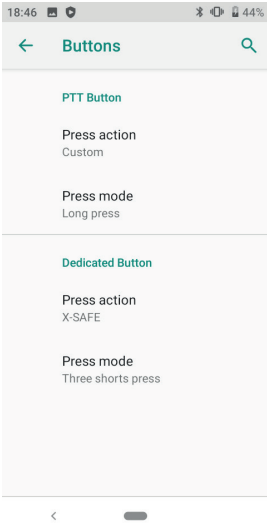 18:46 44%
Buttons
PTT Button
Press action
Custom
Press mode
Long press
Dedicated Button
Press action
X-SAFE
Press mode
Three shorts press